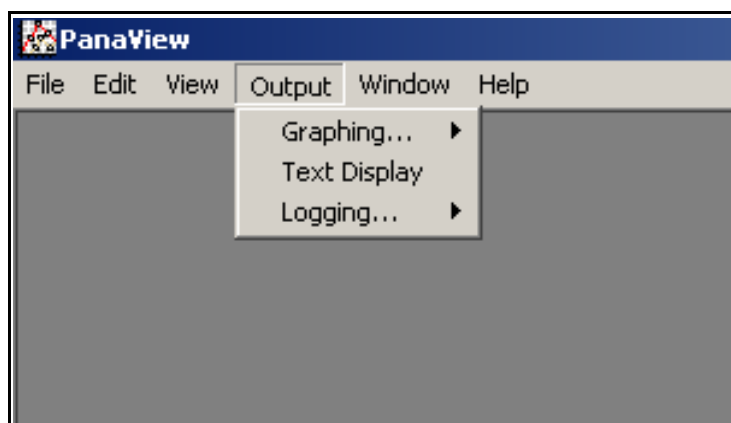 PanaView
File Edit View Output Window Help
Graphing...
Text Display
Logging...